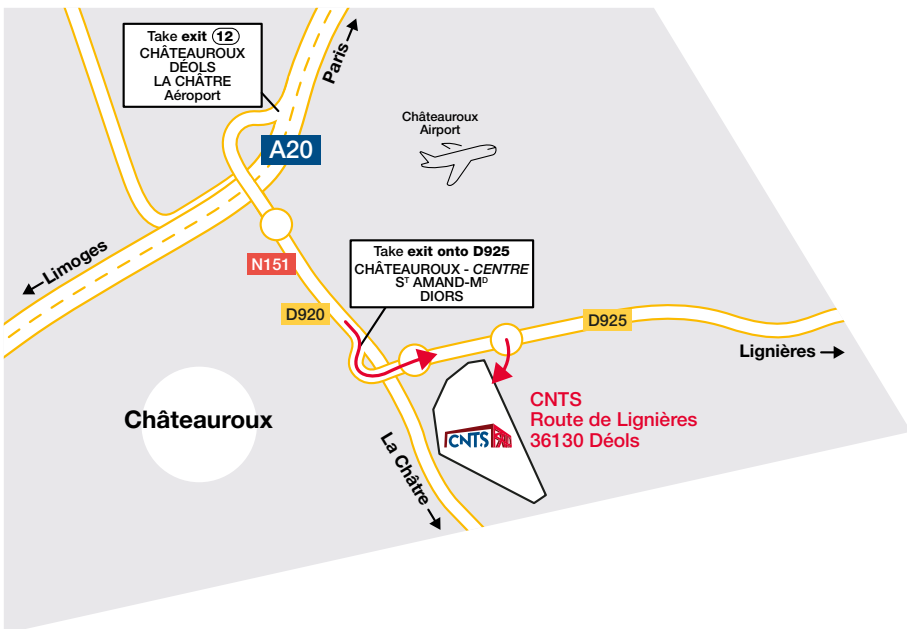 Take exit 12
CHÂTEAUROUX
DÉOLS
LA CHÂTRE
Aéroport
Paris
A20
Châteauroux
Airport
Limoges
N151
Take exit onto D925
CHÂTEAUROUX - CENTRE
Sᵀ AMAND-Mᴰ
DIORS
D920
D925
Lignières
Châteauroux
La Châtre
CNTS
CNTS
Route de Lignières
36130 Déols